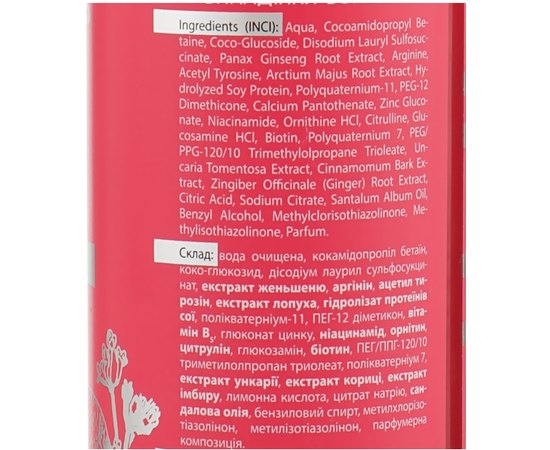 Ingredients (INCI): Aqua, Cocoamidopropyl Be-
taine, Coco-Glucoside, Disodium Lauryl Sulfosuc-
cinate, Panax Ginseng Root Extract, Arginine,
Acetyl Tyrosine, Arctium Majus Root Extract, Hy-
drolyzed Soy Protein, Polyquaternium-11, PEG-12
Dimethicone, Calcium Pantothenate, Zinc Gluco-
nate, Niacinamide, Ornithine HCl, Citrulline, Glu-
cosamine HCl, Biotin, Polyquaternium 7, PEG/
PPG-120/10 Trimethylolpropane Trioleate, Un-
caria Tomentosa Extract, Cinnamomum Bark Ex-
tract, Zingiber Officinale (Ginger) Root Extract,
Citric Acid, Sodium Citrate, Santalum Album Oil,
Benzyl Alcohol, Methylclorisothiazolinone, Me-
thylisothiazolinone, Parfum.
Склад: вода очищена, кокамідопропіл бетаїн,
коко-глюкозид, дісодіум лаурил сульфосукци-
нат, екстракт женьшеню, аргінін, ацетил ти-
розін, екстракт лопуха, гідролізат протеїнів
сої, полікватерніум-11, ПЕГ-12 діметикон, віта-
мін B5, глюконат цинку, ніацинамід, орнітин,
цитрулін, глюкозамін, біотин, ПЕГ/ППГ-120/10
триметилолпропан триолеат, полікватерніум 7,
екстракт ункарії, екстракт кориці, екстракт
імбиру, лимонна кислота, цитрат натрію, сан-
далова олія, бензиловий спирт, метилхлорізо-
тіазолінон, метилізотіазолінон, парфумерна
композиція.